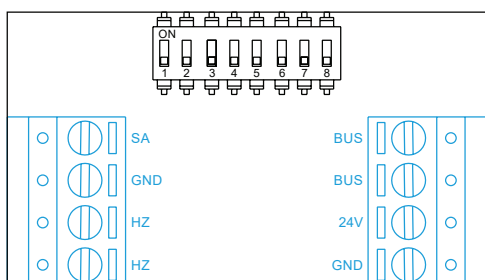 ON
1 2 3 4 5 6 7 8
SA BUS
GND BUS
HZ 24V
HZ GND